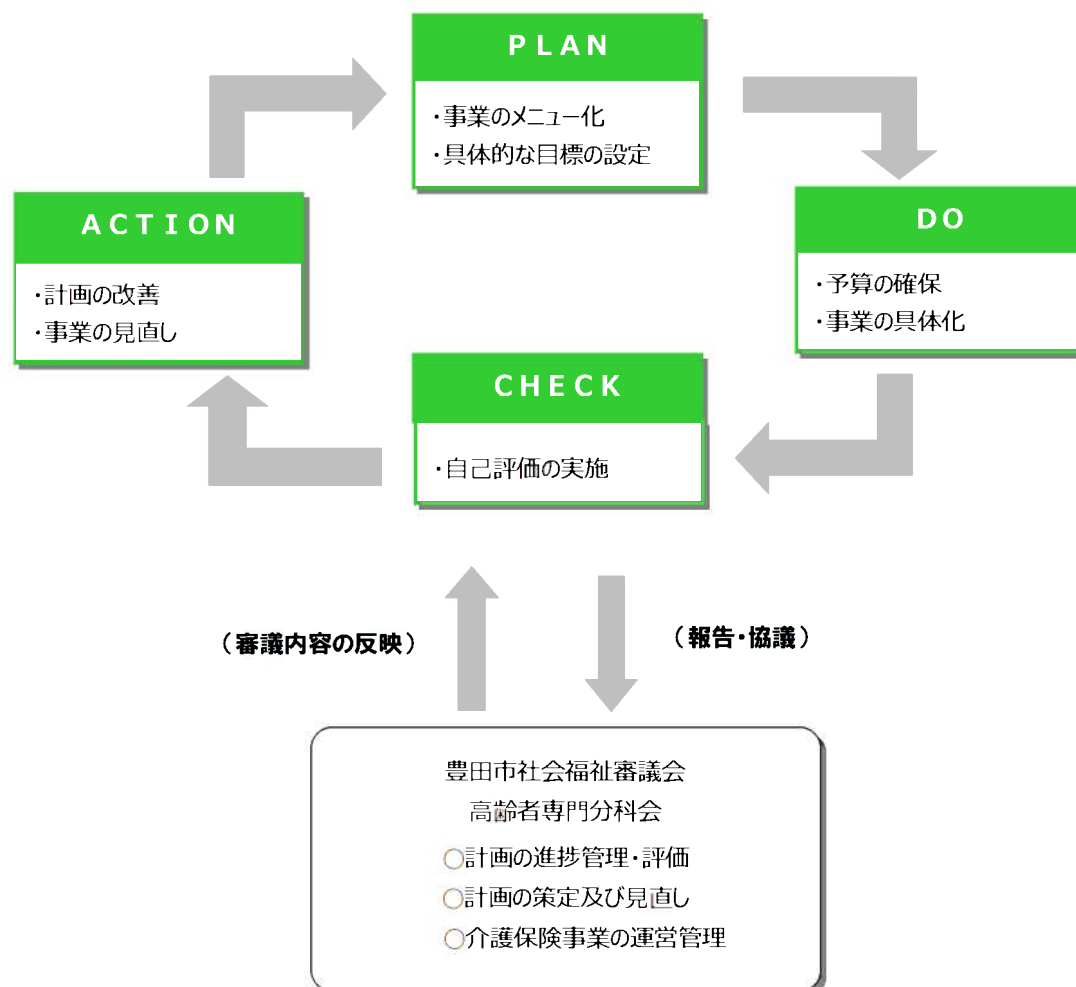 PLAN
・事業のメニュー化
・具体的な目標の設定
ACTION
・計画の改善
・事業の見直し
DO
・予算の確保
・事業の具体化
CHECK
・自己評価の実施
（審議内容の反映）
（報告・協議）
豊田市社会福祉審議会
高齢者専門分科会
○計画の進捗管理・評価
○計画の策定及び見直し
○介護保険事業の運営管理